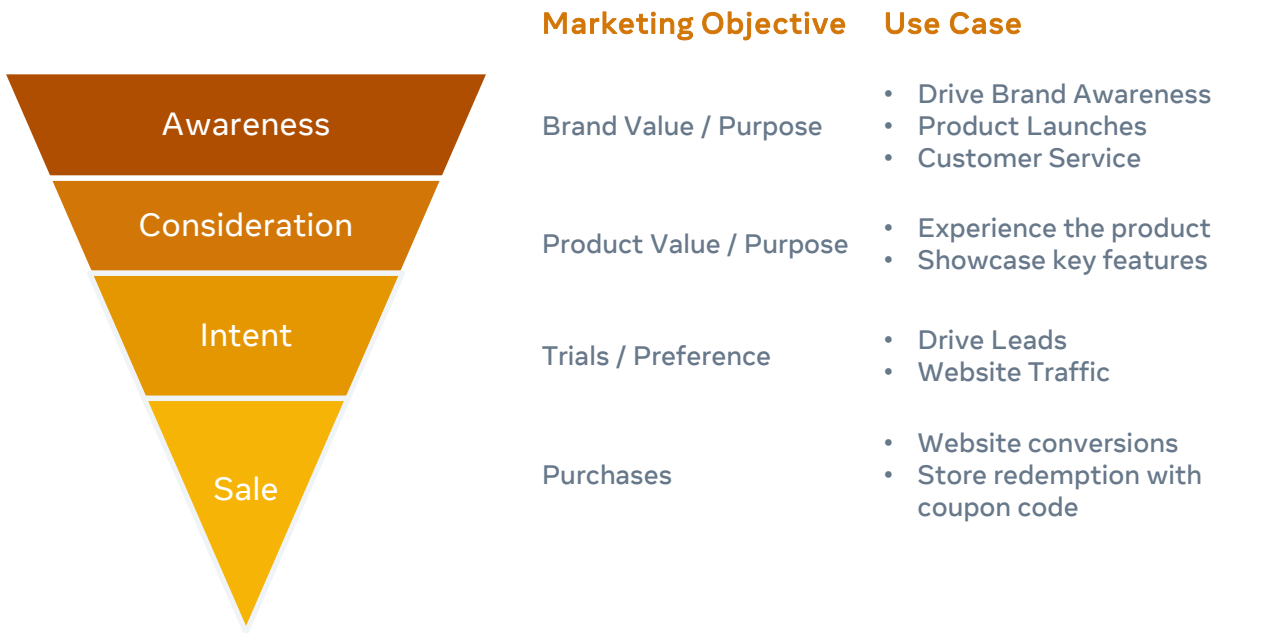 Marketing Objective
Use Case
Awareness
Brand Value / Purpose
• Drive Brand Awareness
• Product Launches
• Customer Service
Consideration
Product Value / Purpose
• Experience the product
• Showcase key features
Intent
Trials / Preference
• Drive Leads
• Website Traffic
Sale
Purchases
• Website conversions
• Store redemption with
coupon code